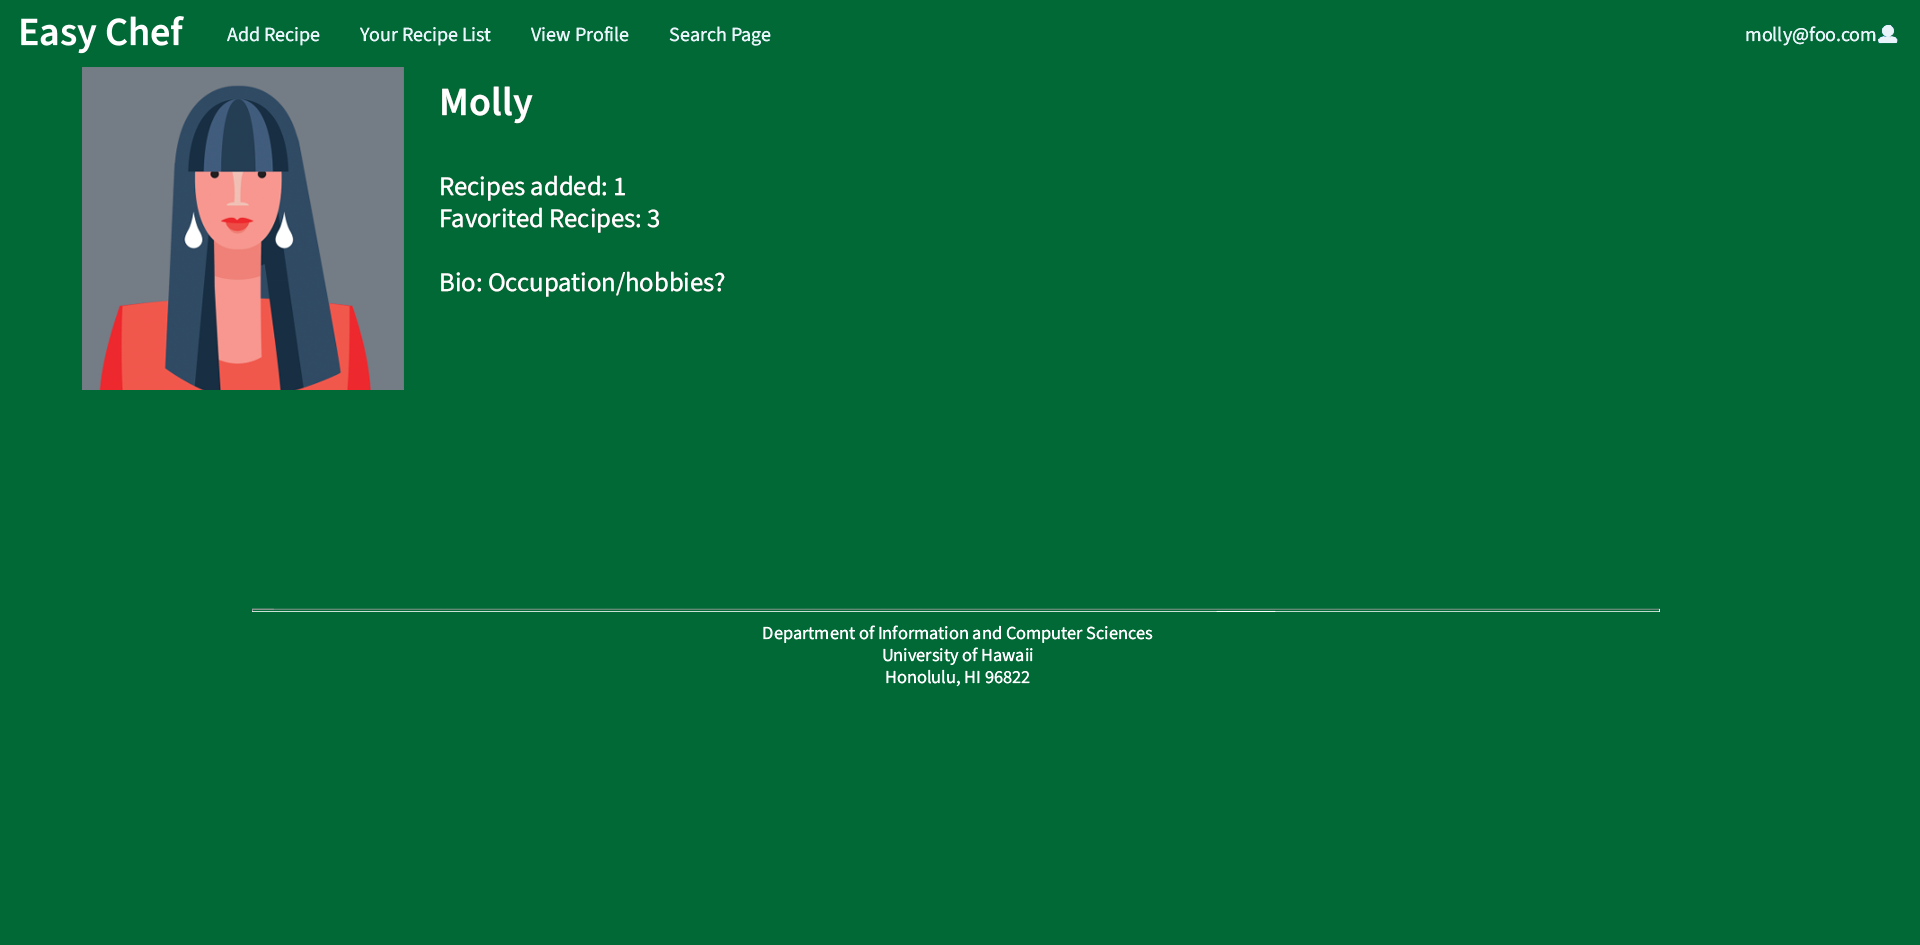 Easy Chef Add Recipe Your Recipe List View Profile Search Page molly@foo.com
Molly
Recipes added: 1
Favorited Recipes: 3
Bio: Occupation/hobbies?
Department of Information and Computer Sciences
University of Hawaii
Honolulu, HI 96822